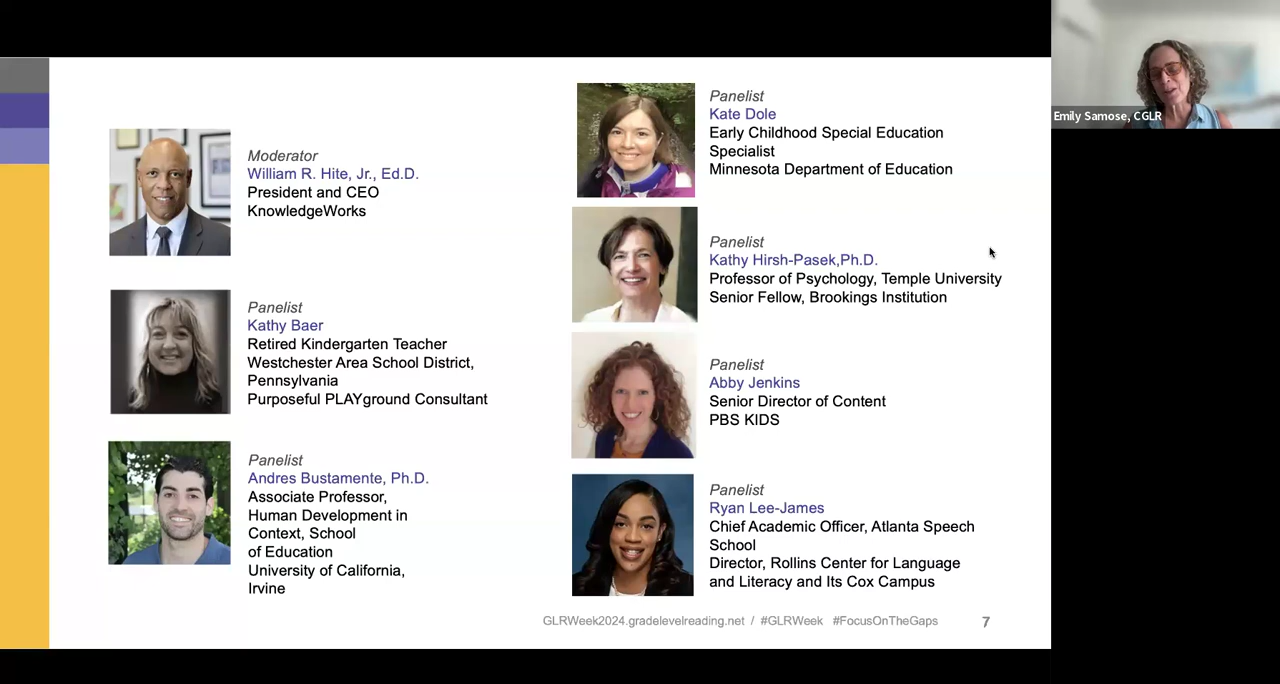 Moderator
William R. Hite, Jr., Ed.D.
President and CEO
KnowledgeWorks
Panelist
Kathy Baer
Retired Kindergarten Teacher
Westchester Area School District,
Pennsylvania
Purposeful PLAYground Consultant
Panelist
Andres Bustamente, Ph.D.
Associate Professor,
Human Development in
Context, School
of Education
University of California,
Irvine
Panelist
Kate Dole
Early Childhood Special Education
Specialist
Minnesota Department of Education
Panelist
Kathy Hirsh-Pasek,Ph.D.
Professor of Psychology, Temple University
Senior Fellow, Brookings Institution
Panelist
Abby Jenkins
Senior Director of Content
PBS KIDS
Panelist
Ryan Lee-James
Chief Academic Officer, Atlanta Speech
School
Director, Rollins Center for Language
and Literacy and Its Cox Campus
GLRWeek2024.gradelevelreading.net / #GLRWeek #FocusOnTheGaps 7
Emily Samose, CGLR